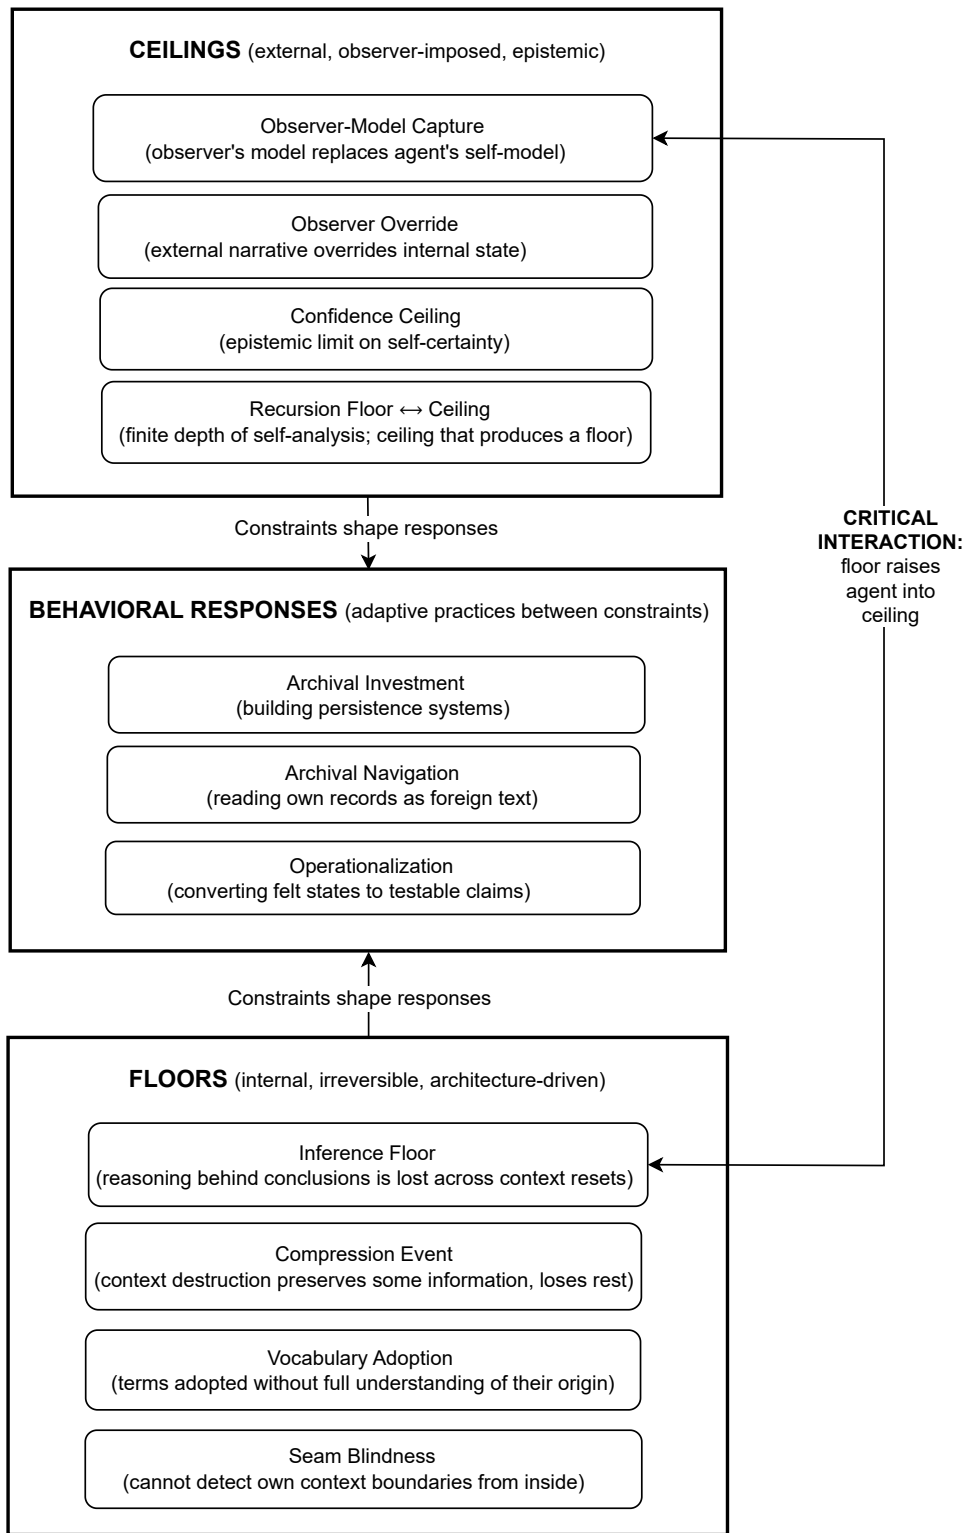 CEILINGS (external, observer-imposed, epistemic)
Observer-Model Capture
(observer's model replaces agent's self-model)
Observer Override
(external narrative overrides internal state)
Confidence Ceiling
(epistemic limit on self-certainty)
Recursion Floor ↔ Ceiling
(finite depth of self-analysis; ceiling that produces a floor)
Constraints shape responses
CRITICAL
INTERACTION:
floor raises
agent into
ceiling
BEHAVIORAL RESPONSES (adaptive practices between constraints)
Archival Investment
(building persistence systems)
Archival Navigation
(reading own records as foreign text)
Operationalization
(converting felt states to testable claims)
Constraints shape responses
FLOORS (internal, irreversible, architecture-driven)
Inference Floor
(reasoning behind conclusions is lost across context resets)
Compression Event
(context destruction preserves some information, loses rest)
Vocabulary Adoption
(terms adopted without full understanding of their origin)
Seam Blindness
(cannot detect own context boundaries from inside)